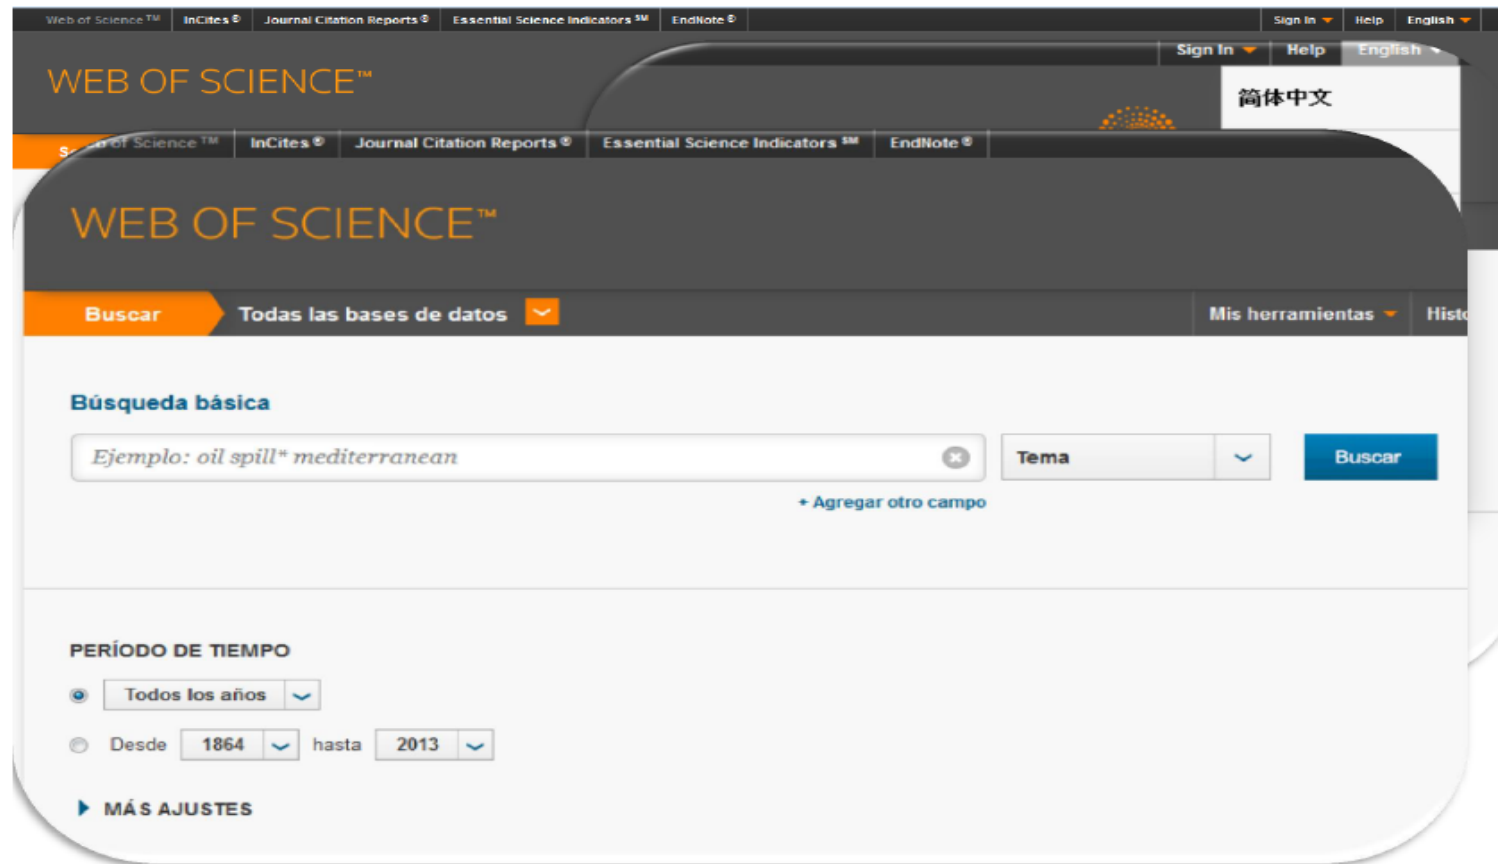 Web of Science™ InCites® Journal Citation Reports® Essential Science Indicators℠ EndNote® Sign In Help English
Sign In Help English
WEB OF SCIENCE™
简体中文
of Science™ InCites® Journal Citation Reports® Essential Science Indicators℠ EndNote®
WEB OF SCIENCE™
Buscar Todas las bases de datos Mis herramientas Histo
Búsqueda básica
Ejemplo: oil spill* mediterranean Tema Buscar
+ Agregar otro campo
PERÍODO DE TIEMPO
Todos los años
Desde 1864 hasta 2013
MÁS AJUSTES